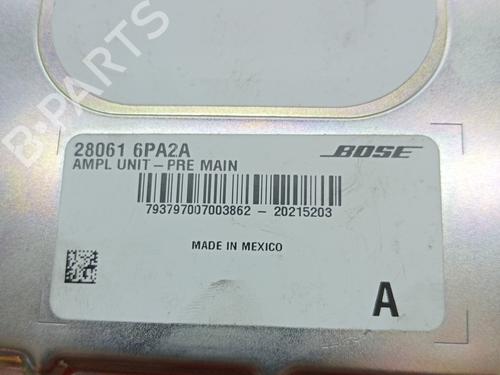 B-PARTS
28061 6PA2A
BOSE
AMPL UNIT - PRE MAIN
793797007003862 - 20215203
MADE IN MEXICO
A